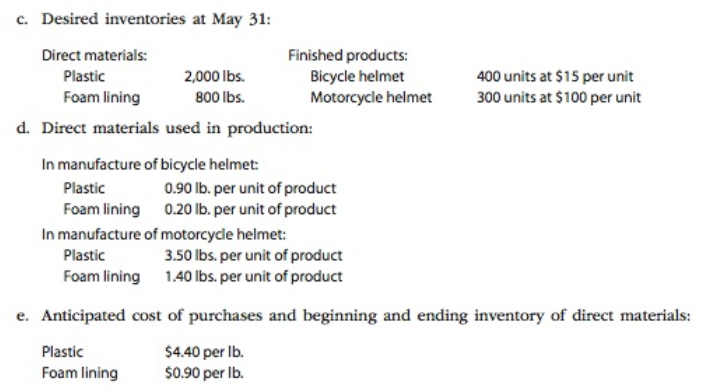 c. Desired inventories at May 31:
Direct materials: Finished products:
Plastic 2,000 lbs. Bicycle helmet 400 units at $15 per unit
Foam lining 800 lbs. Motorcycle helmet 300 units at $100 per unit
d. Direct materials used in production:
In manufacture of bicycle helmet:
Plastic 0.90 lb. per unit of product
Foam lining 0.20 lb. per unit of product
In manufacture of motorcycle helmet:
Plastic 3.50 lbs. per unit of product
Foam lining 1.40 lbs. per unit of product
e. Anticipated cost of purchases and beginning and ending inventory of direct materials:
Plastic $4.40 per lb.
Foam lining $0.90 per lb.